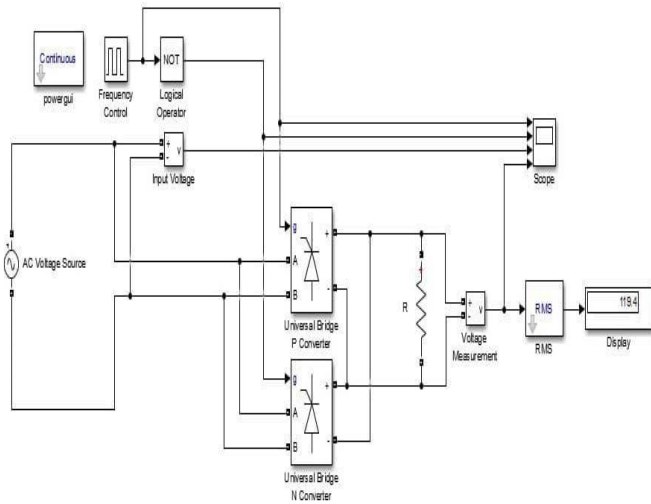 Continuous
powergui
Frequency
Control
NOT
Logical
Operator
+
-
v
Input Voltage
Scope
AC Voltage Source
+
g
A
B
+
-
Universal Bridge
P Converter
R
+
+
-
v
Voltage
Measurement
RMS
RMS
119.4
Display
g
A
B
+
-
Universal Bridge
N Converter